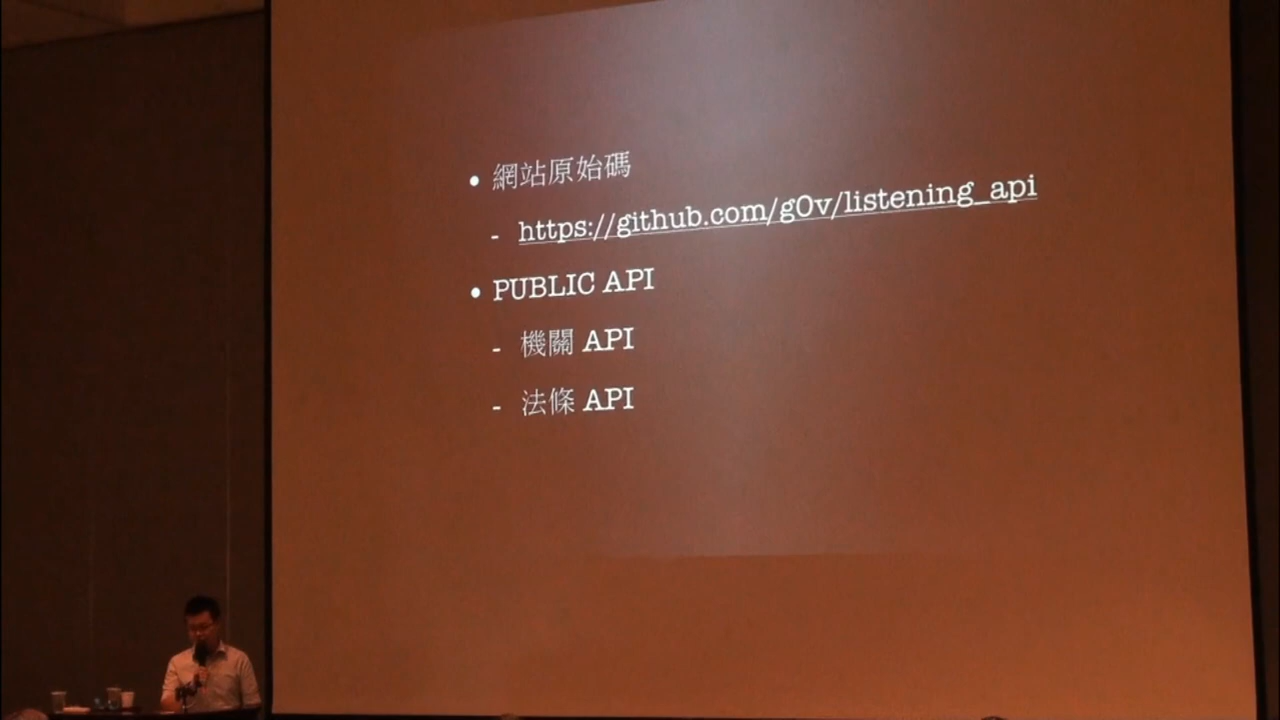 • 網站原始碼
- https://github.com/g0v/listening_api
• PUBLIC API
- 機關 API
- 法條 API